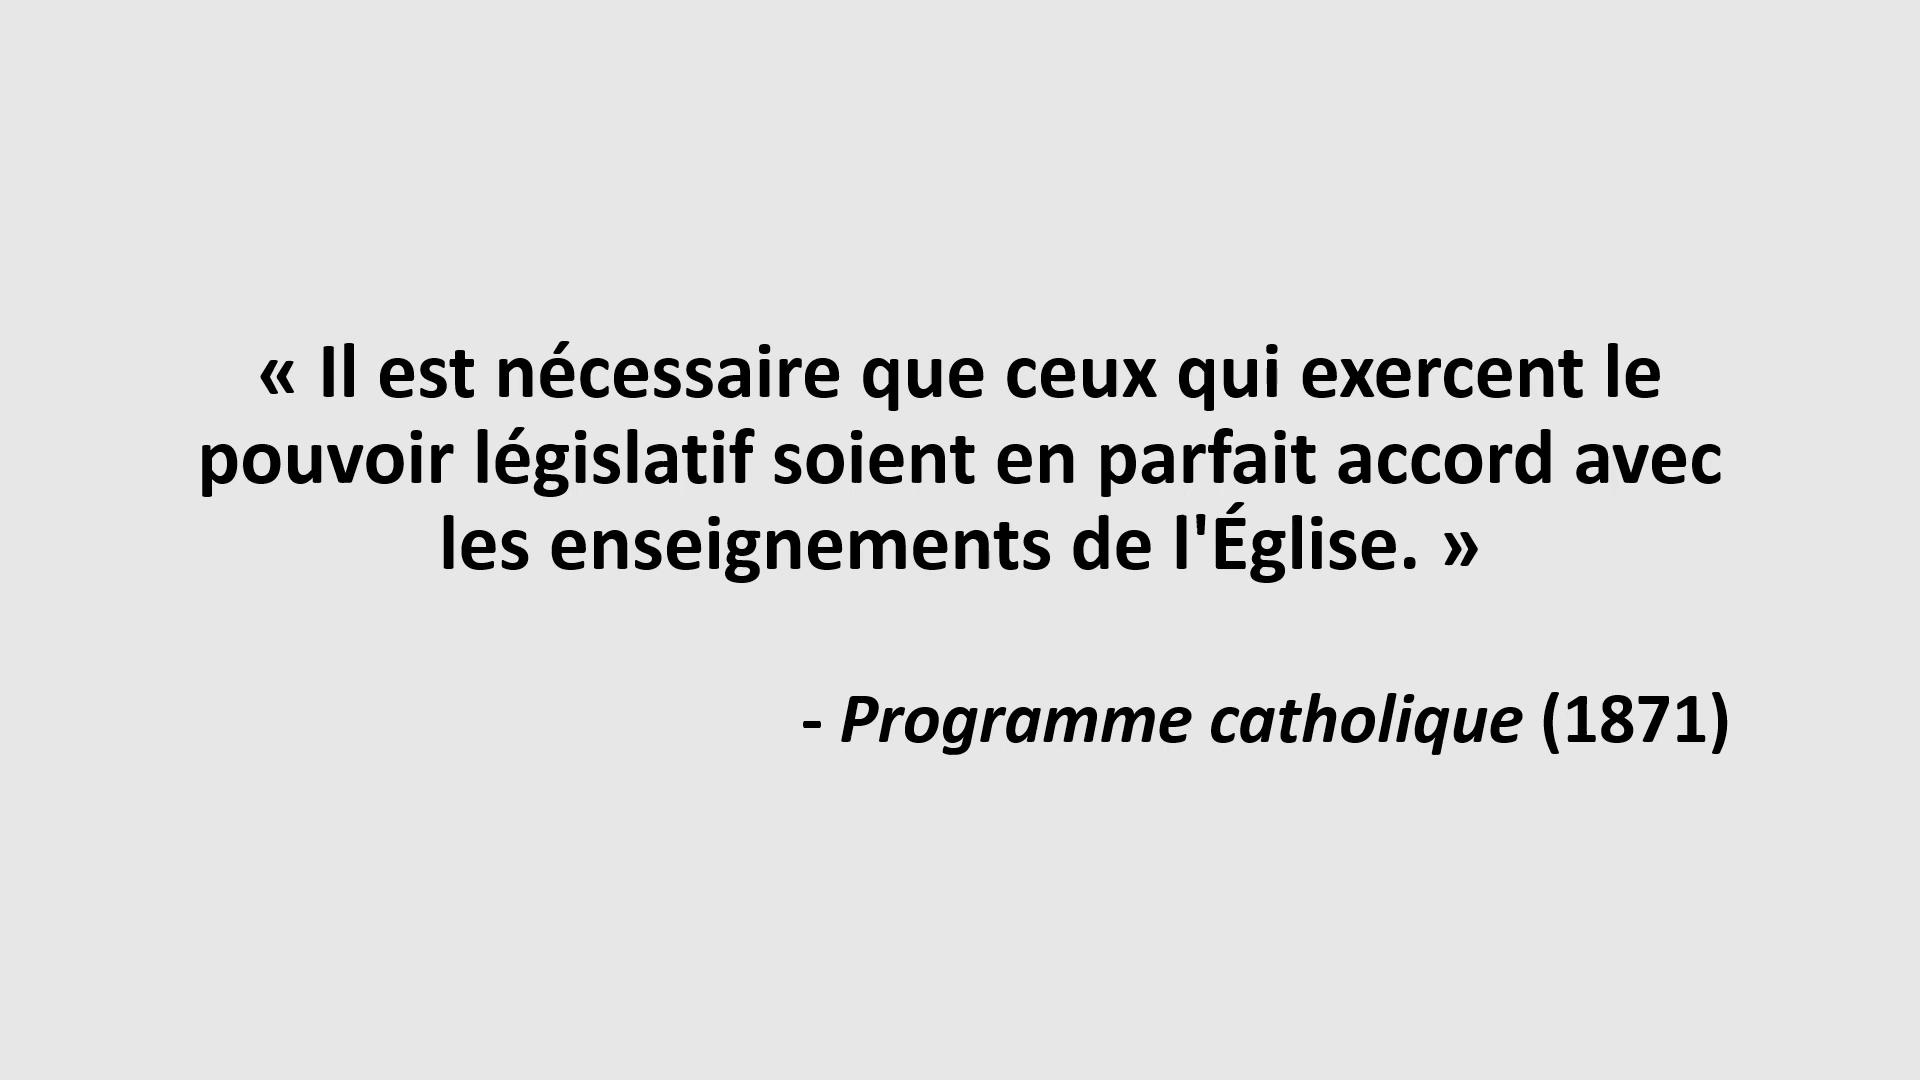 « Il est nécessaire que ceux qui exercent le
pouvoir législatif soient en parfait accord avec
les enseignements de l'Église. »
- Programme catholique (1871)